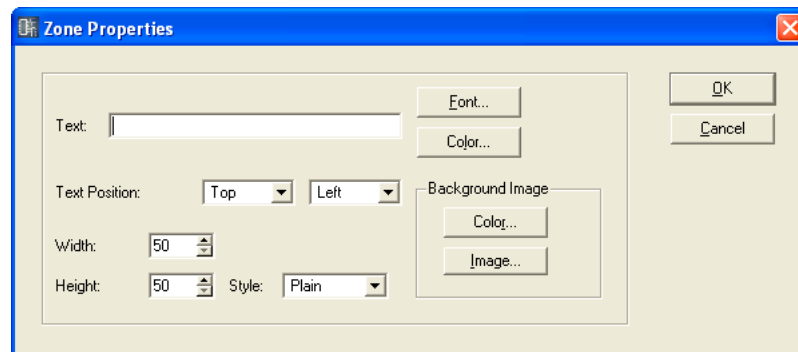 Zone Properties
Text:
Font...
Color...
Text Position:
Top
Left
Background Image
Color...
Image...
Width:
50
Height:
50
Style:
Plain
OK
Cancel